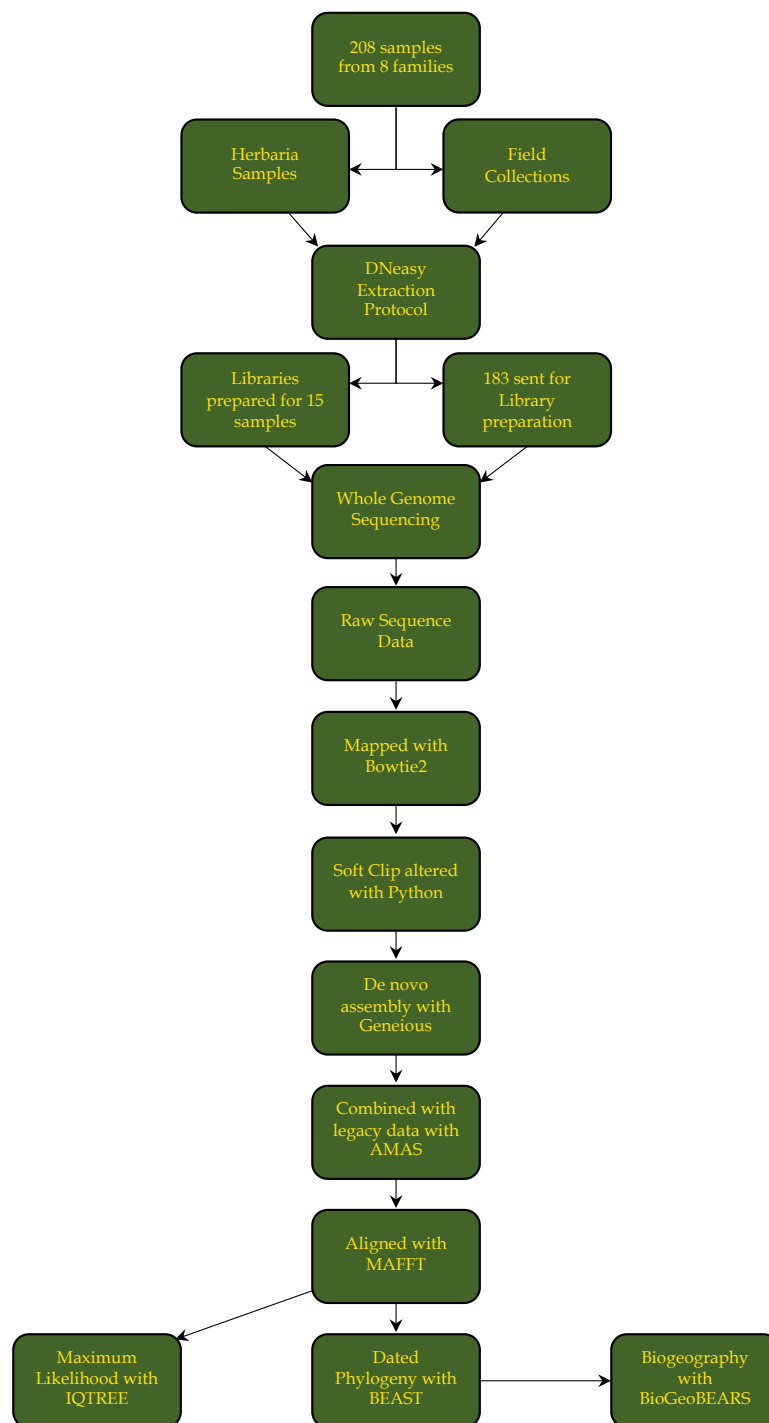 208 samples
from 8 families
Herbaria
Samples
Field
Collections
DNeasy
Extraction
Protocol
Libraries
prepared for 15
samples
183 sent for
Library
preparation
Whole Genome
Sequencing
Raw Sequence
Data
Mapped with
Bowtie2
Soft Clip altered
with Python
De novo
assembly with
Geneious
Combined with
legacy data with
AMAS
Aligned with
MAFFT
Maximum
Likelihood with
IQTREE
Dated
Phylogeny with
BEAST
Biogeography
with
BioGeoBEARS